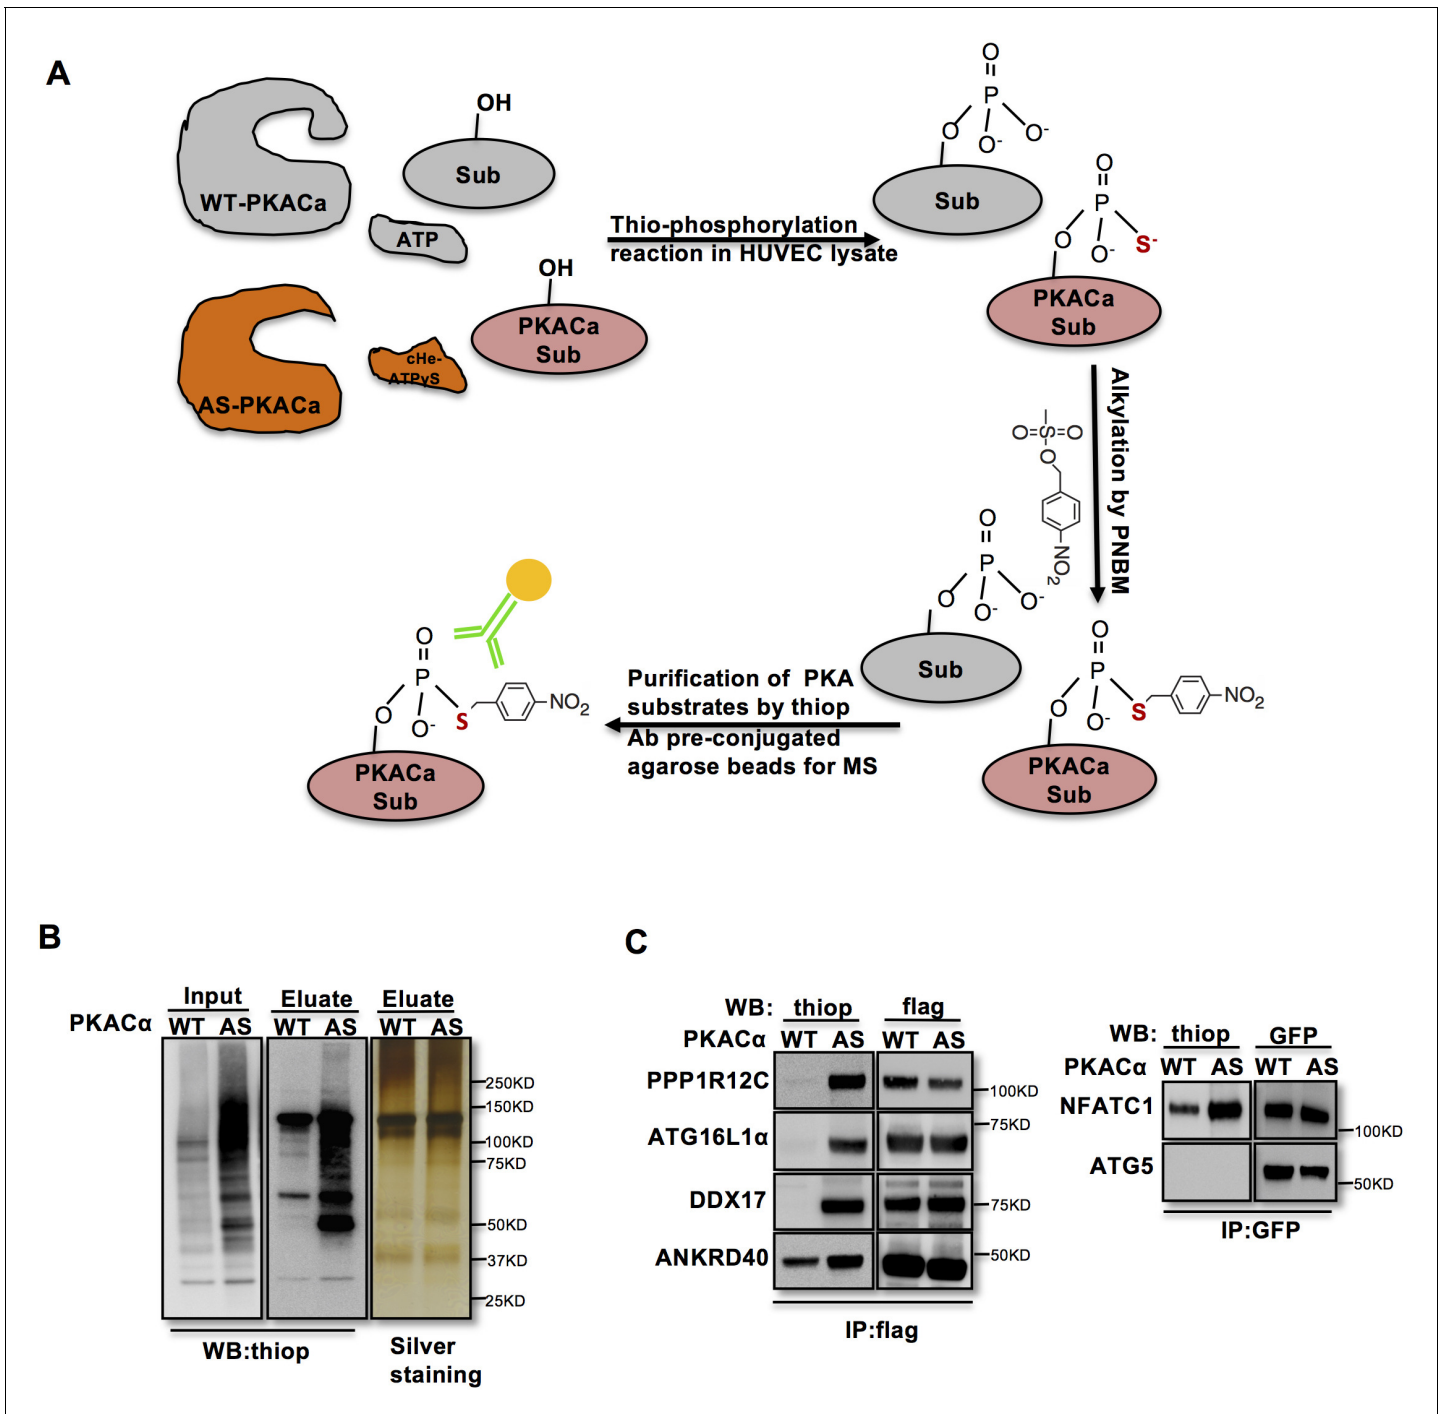 A
OH
Sub
WT-PKACa
ATP
OH
PKACa
Sub
cHe-
ATPγS
AS-PKACa
Thio-phosphorylation
reaction in HUVEC lysate
O
P
O
O-
O-
Sub
O
P
O
O-
S-
PKACa
Sub
Alkylation by PNBM
O=S=O
O
NO2
O
P
O
O-
O-
Sub
O
P
O
O-
S
NO2
PKACa
Sub
Purification of PKA
substrates by thiop
Ab pre-conjugated
agarose beads for MS
O
P
O
O-
S
NO2
PKACa
Sub
B
Input
Eluate
Eluate
PKACα
WT AS
WT AS
WT AS
250KD
150KD
100KD
75KD
50KD
37KD
25KD
WB:thiop
Silver
staining
C
WB: thiop flag
PKACα WT AS WT AS
PPP1R12C
100KD
ATG16L1α
75KD
DDX17
75KD
ANKRD40
50KD
IP:flag
WB: thiop GFP
PKACα WT AS WT AS
NFATC1
100KD
ATG5
50KD
IP:GFP